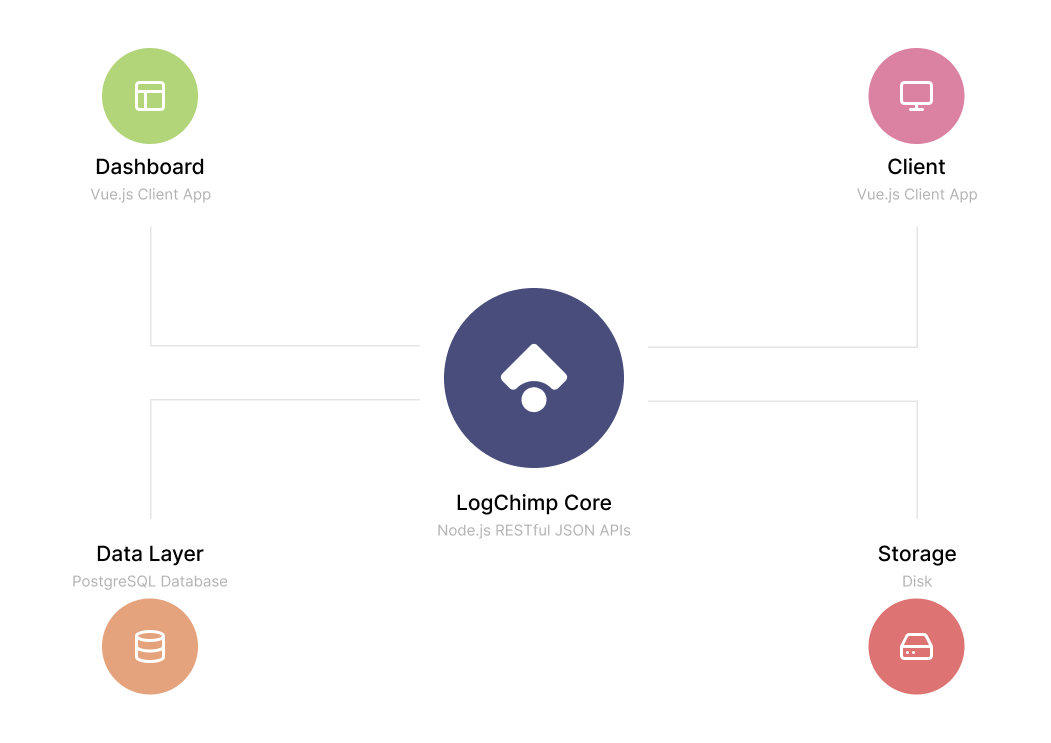 Dashboard
Vue.js Client App
Client
Vue.js Client App
LogChimp Core
Node.js RESTful JSON APIs
Data Layer
PostgreSQL Database
Storage
Disk